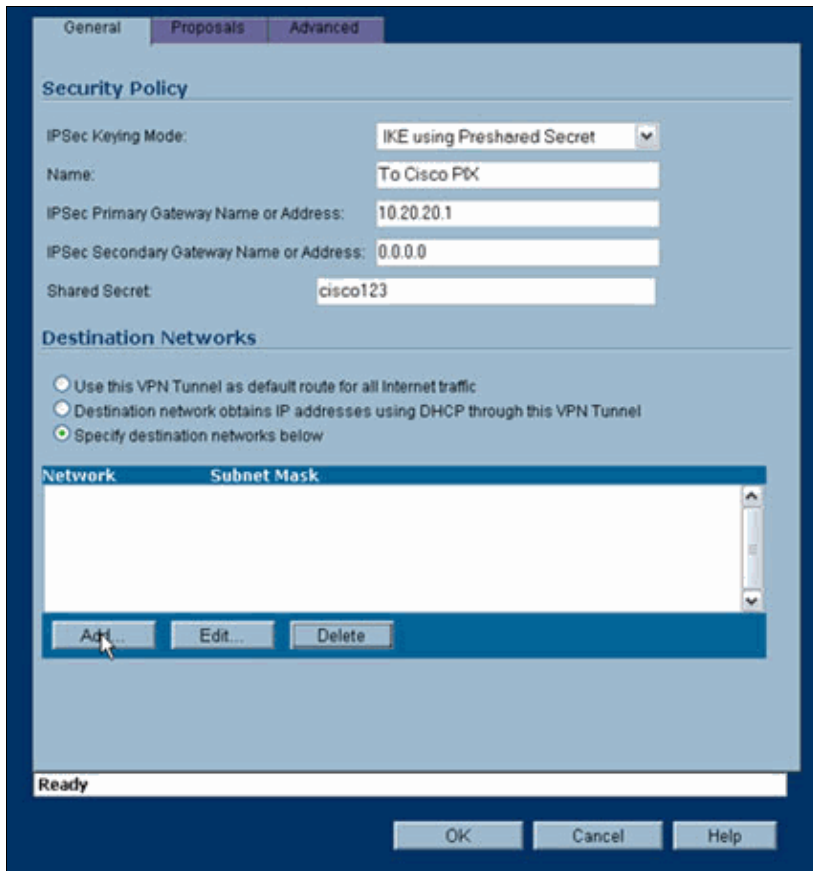 General Proposals Advanced
Security Policy
IPSec Keying Mode: IKE using Preshared Secret
Name: To Cisco PIX
IPSec Primary Gateway Name or Address: 10.20.20.1
IPSec Secondary Gateway Name or Address: 0.0.0.0
Shared Secret: cisco123
Destination Networks
Use this VPN Tunnel as default route for all Internet traffic
Destination network obtains IP addresses using DHCP through this VPN Tunnel
Specify destination networks below
Network Subnet Mask
Add... Edit... Delete
Ready
OK Cancel Help